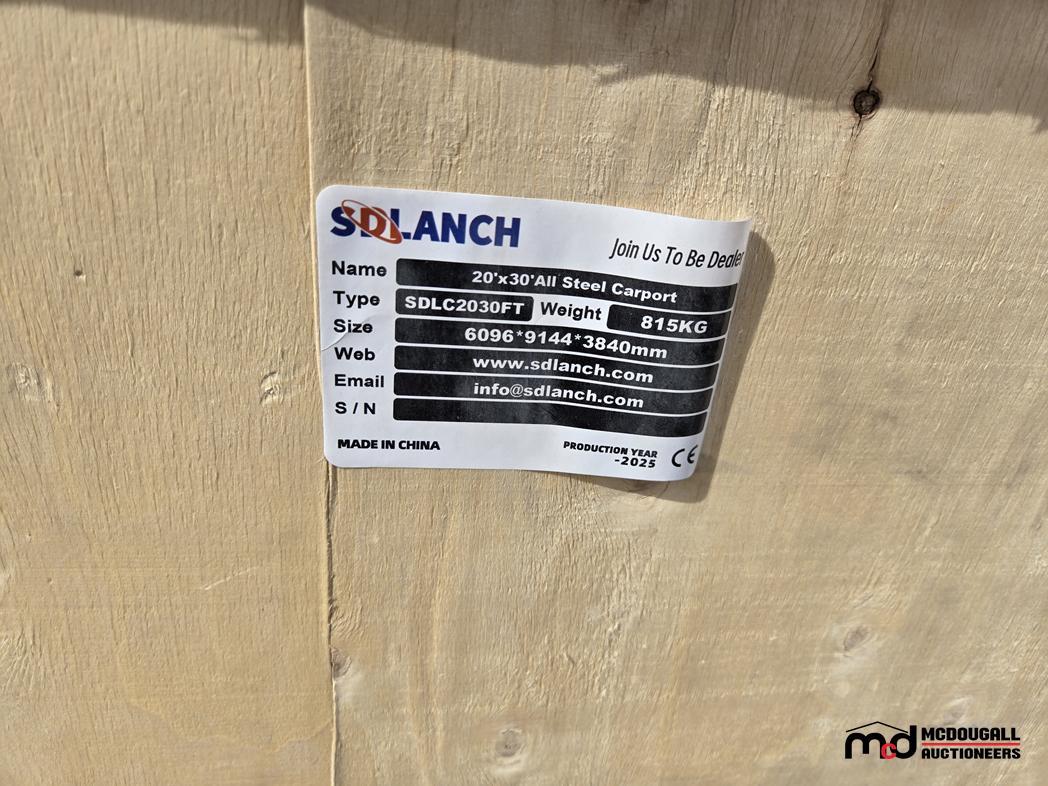 SDLANCH
Join Us To Be Dealer
Name 20'x30'All Steel Carport
Type SDLC2030FT Weight 815KG
Size 6096*9144*3840mm
Web www.sdlanch.com
Email info@sdlanch.com
S / N
MADE IN CHINA
PRODUCTION YEAR
-2025
CE
mcd MCDOUGALL
AUCTIONEERS